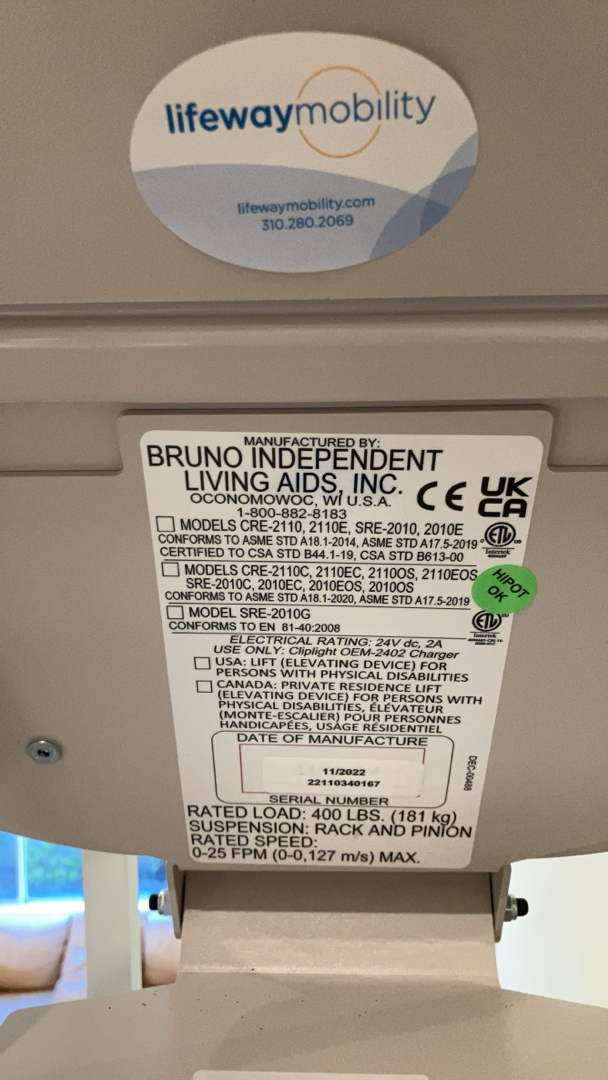 lifewaymobility
lifewaymobility.com
310.280.2069
MANUFACTURED BY:
BRUNO INDEPENDENT
LIVING AIDS, INC.
OCONOMOWOC, WI U.S.A.
1-800-882-8183
CE
UK
CA
MODELS CRE-2110, 2110E, SRE-2010, 2010E
CONFORMS TO ASME STD A18.1-2014, ASME STD A17.5-2019
CERTIFIED TO CSA STD B44.1-19, CSA STD B613-00
C ETL US
Intertek
MODELS CRE-2110C, 2110EC, 2110OS, 2110EOS
SRE-2010C, 2010EC, 2010EOS, 2010OS
CONFORMS TO ASME STD A18.1-2020, ASME STD A17.5-2019
HIPOT
OK
MODEL SRE-2010G
CONFORMS TO EN 81-40:2008
ETL
Intertek
ELECTRICAL RATING: 24V dc, 2A
USE ONLY: Cliplight OEM-2402 Charger
USA: LIFT (ELEVATING DEVICE) FOR
PERSONS WITH PHYSICAL DISABILITIES
CANADA: PRIVATE RESIDENCE LIFT
(ELEVATING DEVICE) FOR PERSONS WITH
PHYSICAL DISABILITIES, ÉLÉVATEUR
(MONTE-ESCALIER) POUR PERSONNES
HANDICAPÉES, USAGE RÉSIDENTIEL
DATE OF MANUFACTURE
11/2022
22110340167
SERIAL NUMBER
DEC-00488
RATED LOAD: 400 LBS. (181 kg)
SUSPENSION: RACK AND PINION
RATED SPEED:
0-25 FPM (0-0,127 m/s) MAX.